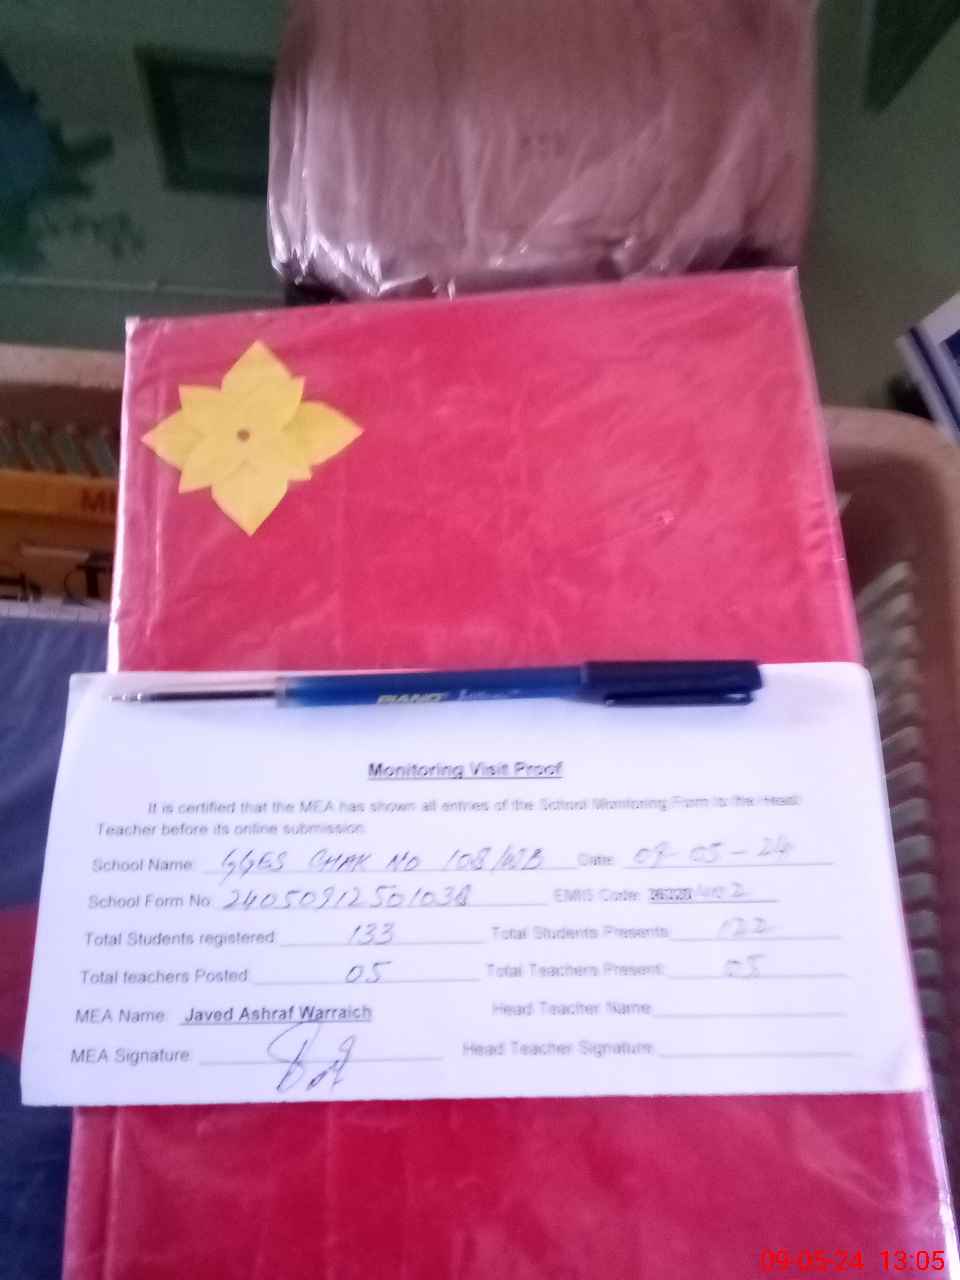 PIANO
Monitoring Visit Proof
It is certified that the MEA has shown all entries of the School Monitoring Form to the Head
Teacher before its online submission.
School Name: GGES CHAK NO 108/WB Date: 09-05-24
School Form No: 24050912501038 EMIS Code:
Total Students registered: 133 Total Students Presents: 122
Total teachers Posted: 05 Total Teachers Present: 05
MEA Name: Javed Ashraf Warraich Head Teacher Name:
MEA Signature: Head Teacher Signature:
09-05-24 13:05